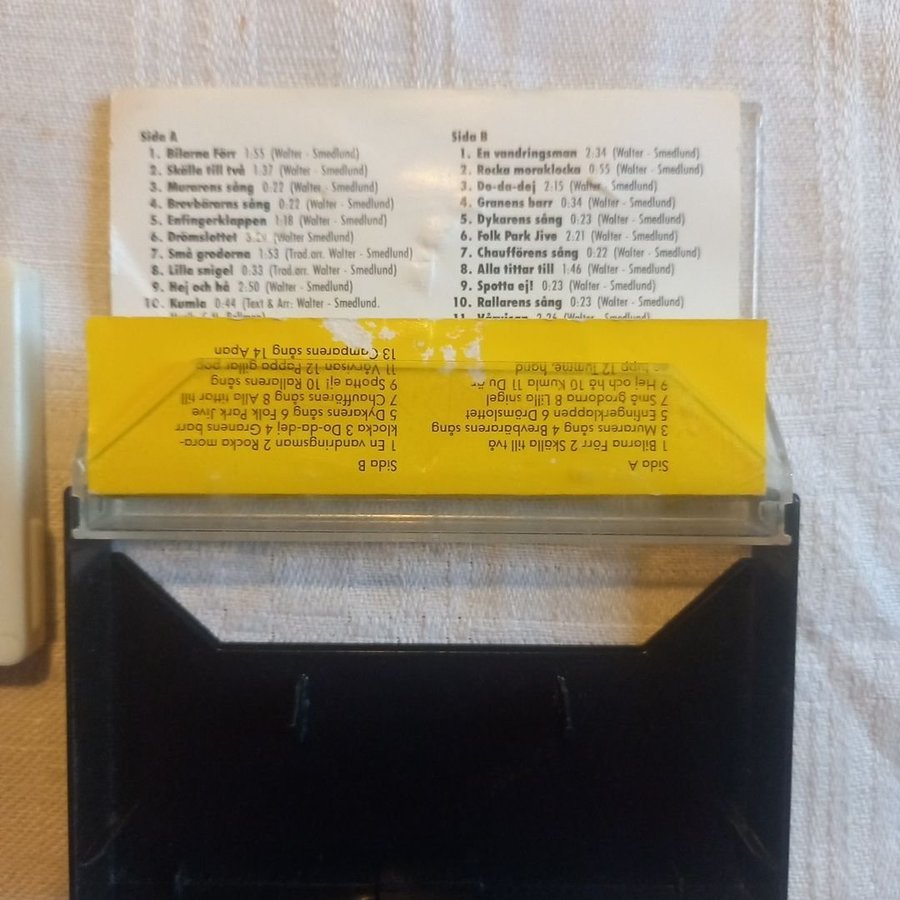 Sida A
1. Bilarna Förr 1:55 (Walter - Smedlund)
2. Skälla till två 1:37 (Walter - Smedlund)
3. Murarens sång 0:22 (Walter - Smedlund)
4. Brevbärarns sång 0:22 (Walter - Smedlund)
5. Enfingerklappen 1:18 (Walter - Smedlund)
6. Drömslottet (Walter Smedlund)
7. Små grodorna 1:53 (Trad.arr. Walter - Smedlund)
8. Lilla snigel 0:33 (Trad.arr. Walter - Smedlund)
9. Hej och hå 2:50 (Walter - Smedlund)
10. Kumla 0:44 (Text & Arr: Walter - Smedlund.
Sida B
1. En vandringsman 2:34 (Walter - Smedlund)
2. Rocka moraklocka 0:55 (Walter - Smedlund)
3. Do-da-dej 2:15 (Walter - Smedlund)
4. Granens barr 0:34 (Walter - Smedlund)
5. Dykarens sång 0:23 (Walter - Smedlund)
6. Folk Park Jive 2:21 (Walter - Smedlund)
7. Chaufförens sång 0:22 (Walter - Smedlund)
8. Alla tittar till 1:46 (Walter - Smedlund)
9. Spotta ej! 0:23 (Walter - Smedlund)
10. Rallarens sång 0:23 (Walter - Smedlund)
11. Vårvisan 2:26 (Walter - Smedlund)
Sida A
1 Bilarna Förr 2 Skälla till två
3 Murarens sång 4 Brevbärarens sång
5 Enfingerklappen 6 Drömslottet
7 Små grodorna 8 Lilla snigel
9 Hej och hå 10 Kumla 11 Du är
12 Tumme, hand
Sida B
1 En vandringsman 2 Rocka mora-
klocka 3 Do-da-dej 4 Granens barr
5 Dykarens sång 6 Folk Park Jive
7 Chaufförens sång 8 Alla tittar till
9 Spotta ej 10 Rallarens sång
11 Vårvisan 12 Pappa gillar pop
13 Camparens sång 14 Apan